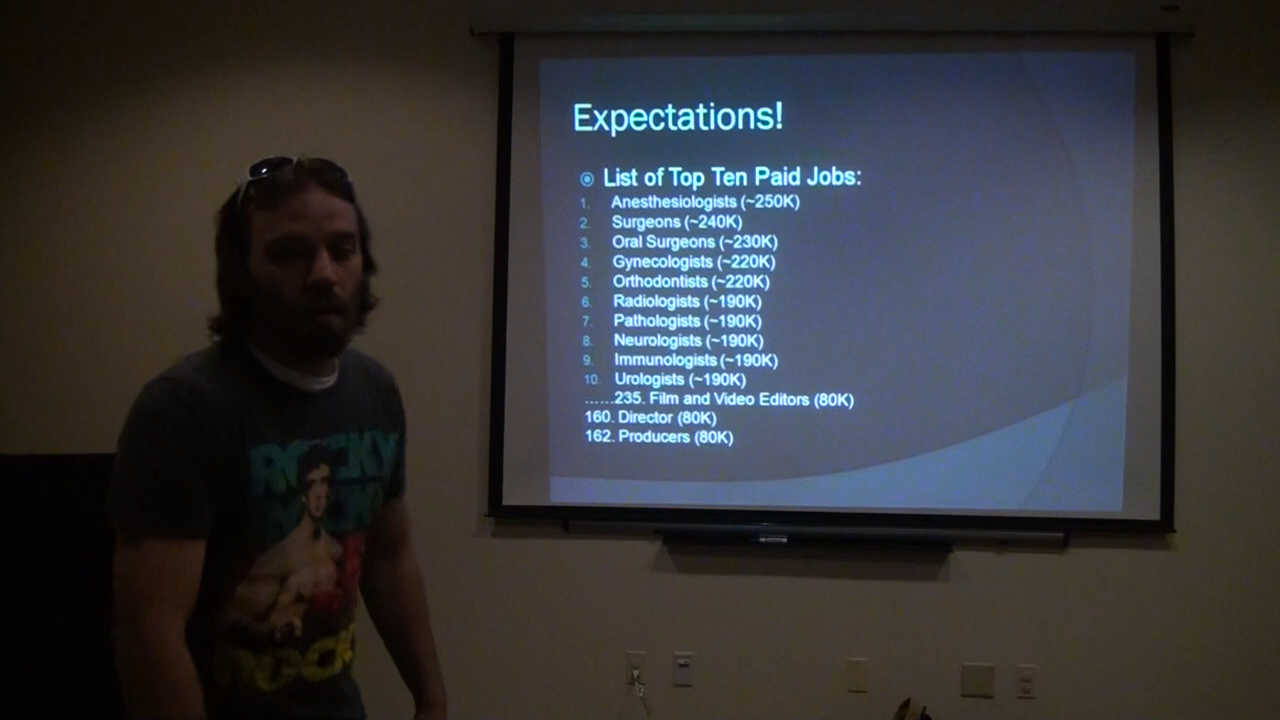 Expectations!
List of Top Ten Paid Jobs:
1. Anesthesiologists (~250K)
2. Surgeons (~240K)
3. Oral Surgeons (~230K)
4. Gynecologists (~220K)
5. Orthodontists (~220K)
6. Radiologists (~190K)
7. Pathologists (~190K)
8. Neurologists (~190K)
9. Immunologists (~190K)
10. Urologists (~190K)
......235. Film and Video Editors (80K)
160. Director (80K)
162. Producers (80K)
ROCKY
ROCKY